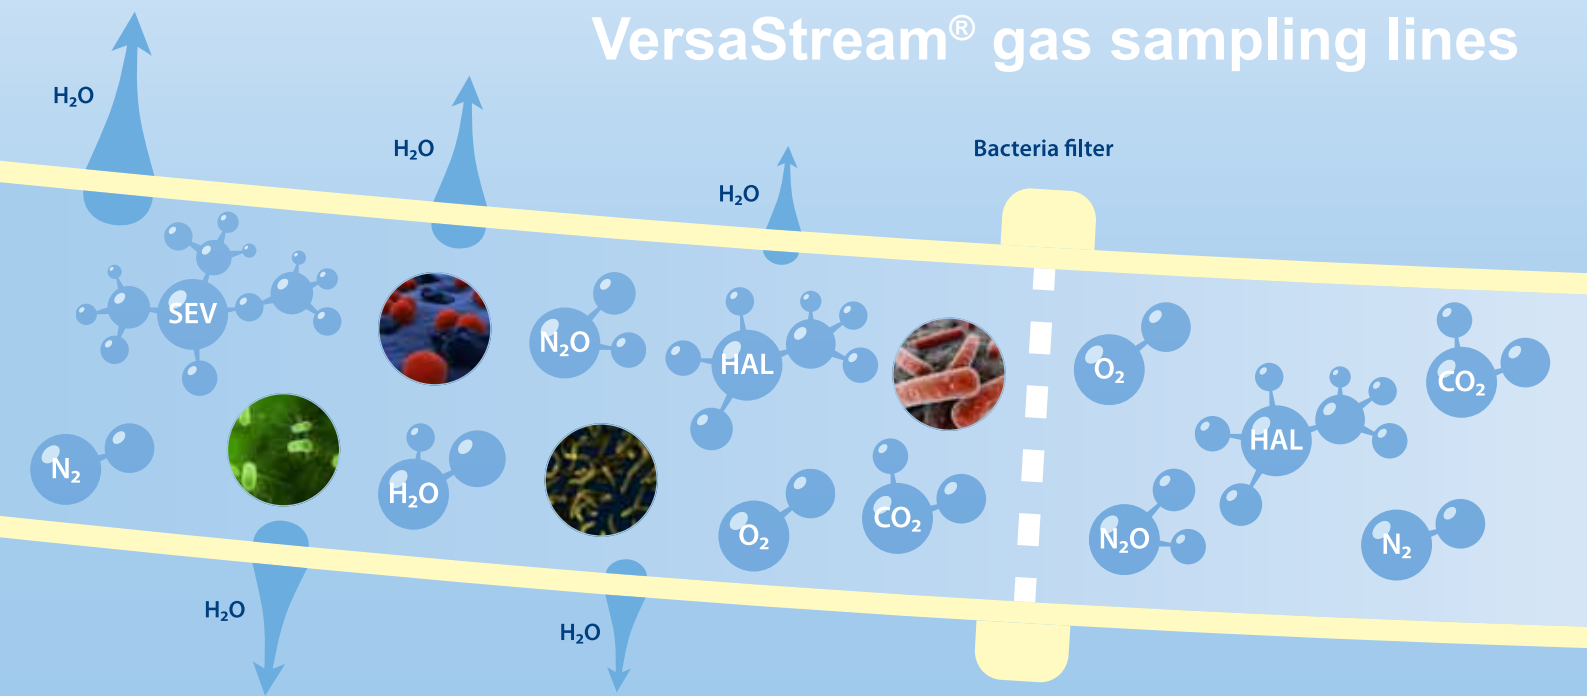 VersaStream® gas sampling lines
H₂O
H₂O
Bacteria filter
H₂O
SEV
N₂O
HAL
O₂
CO₂
HAL
N₂
H₂O
O₂
CO₂
N₂O
N₂
H₂O
H₂O